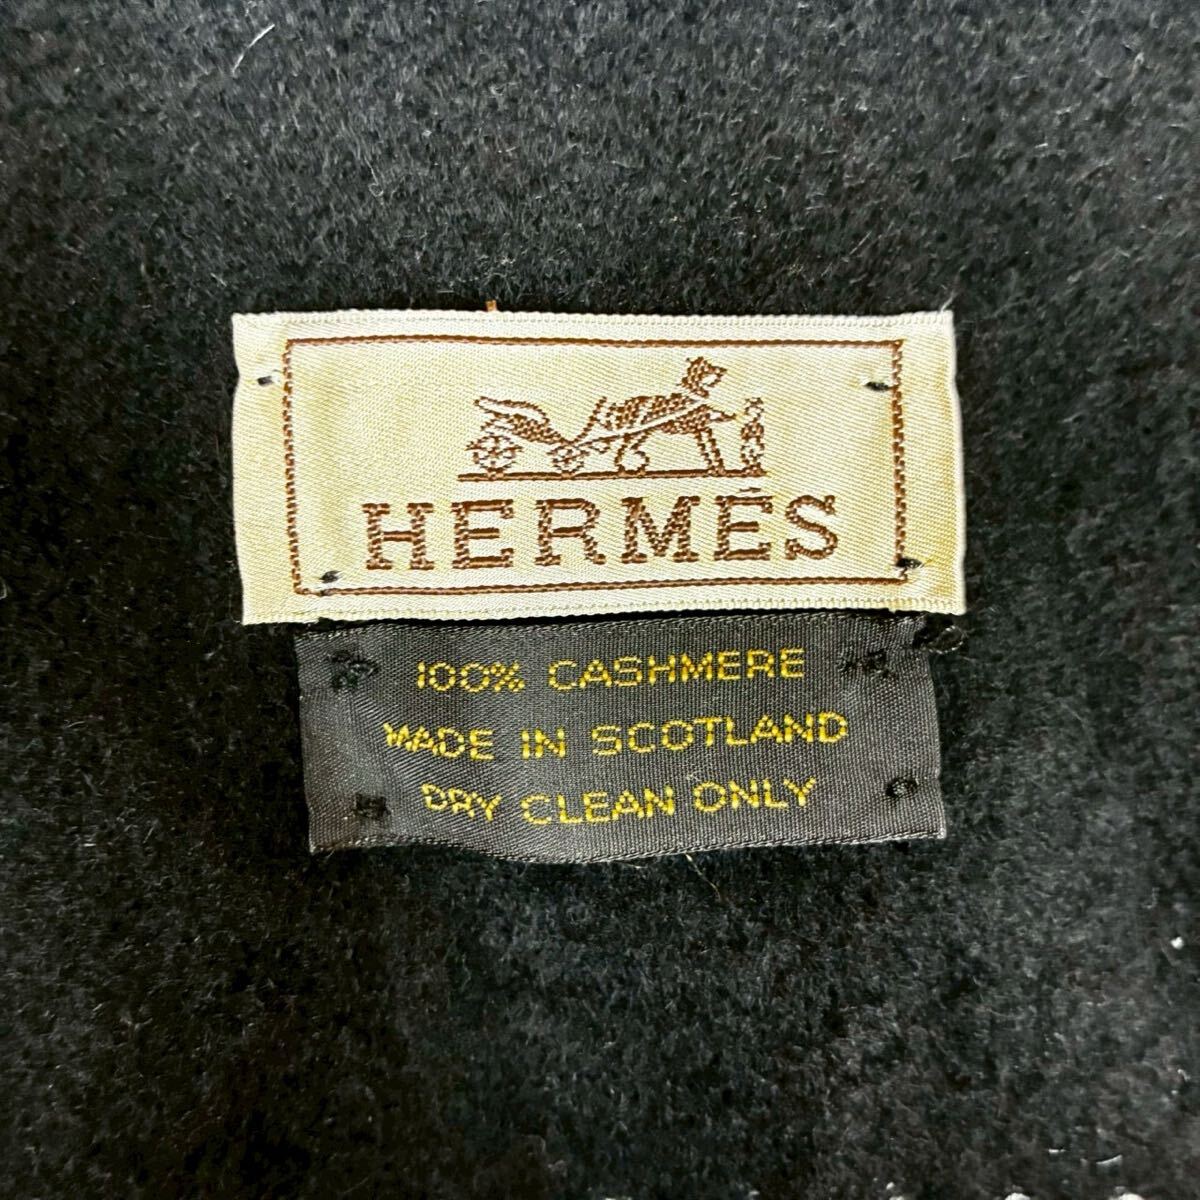 HERMÈS
100% CASHMERE
MADE IN SCOTLAND
DRY CLEAN ONLY